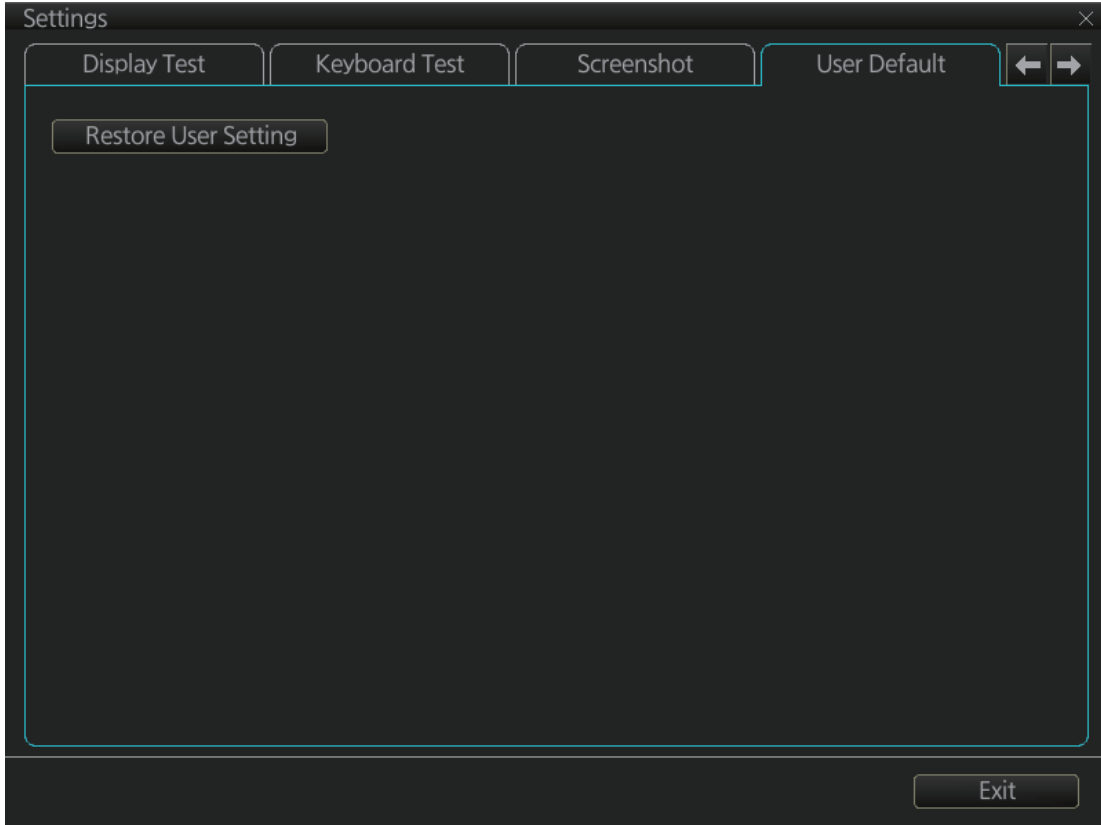 Settings
Display Test
Keyboard Test
Screenshot
User Default
Restore User Setting
Exit